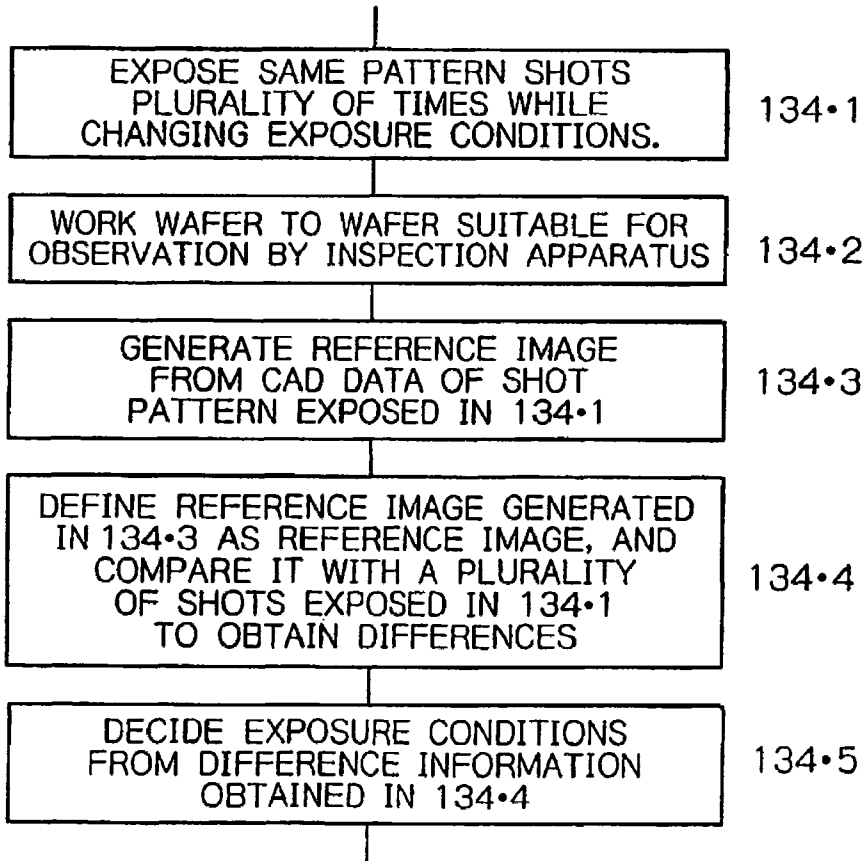 EXPOSE SAME PATTERN SHOTS
PLURALITY OF TIMES WHILE
CHANGING EXPOSURE CONDITIONS.
134•1
WORK WAFER TO WAFER SUITABLE FOR
OBSERVATION BY INSPECTION APPARATUS
134•2
GENERATE REFERENCE IMAGE
FROM CAD DATA OF SHOT
PATTERN EXPOSED IN 134•1
134•3
DEFINE REFERENCE IMAGE GENERATED
IN 134•3 AS REFERENCE IMAGE, AND
COMPARE IT WITH A PLURALITY
OF SHOTS EXPOSED IN 134•1
TO OBTAIN DIFFERENCES
134•4
DECIDE EXPOSURE CONDITIONS
FROM DIFFERENCE INFORMATION
OBTAINED IN 134•4
134•5